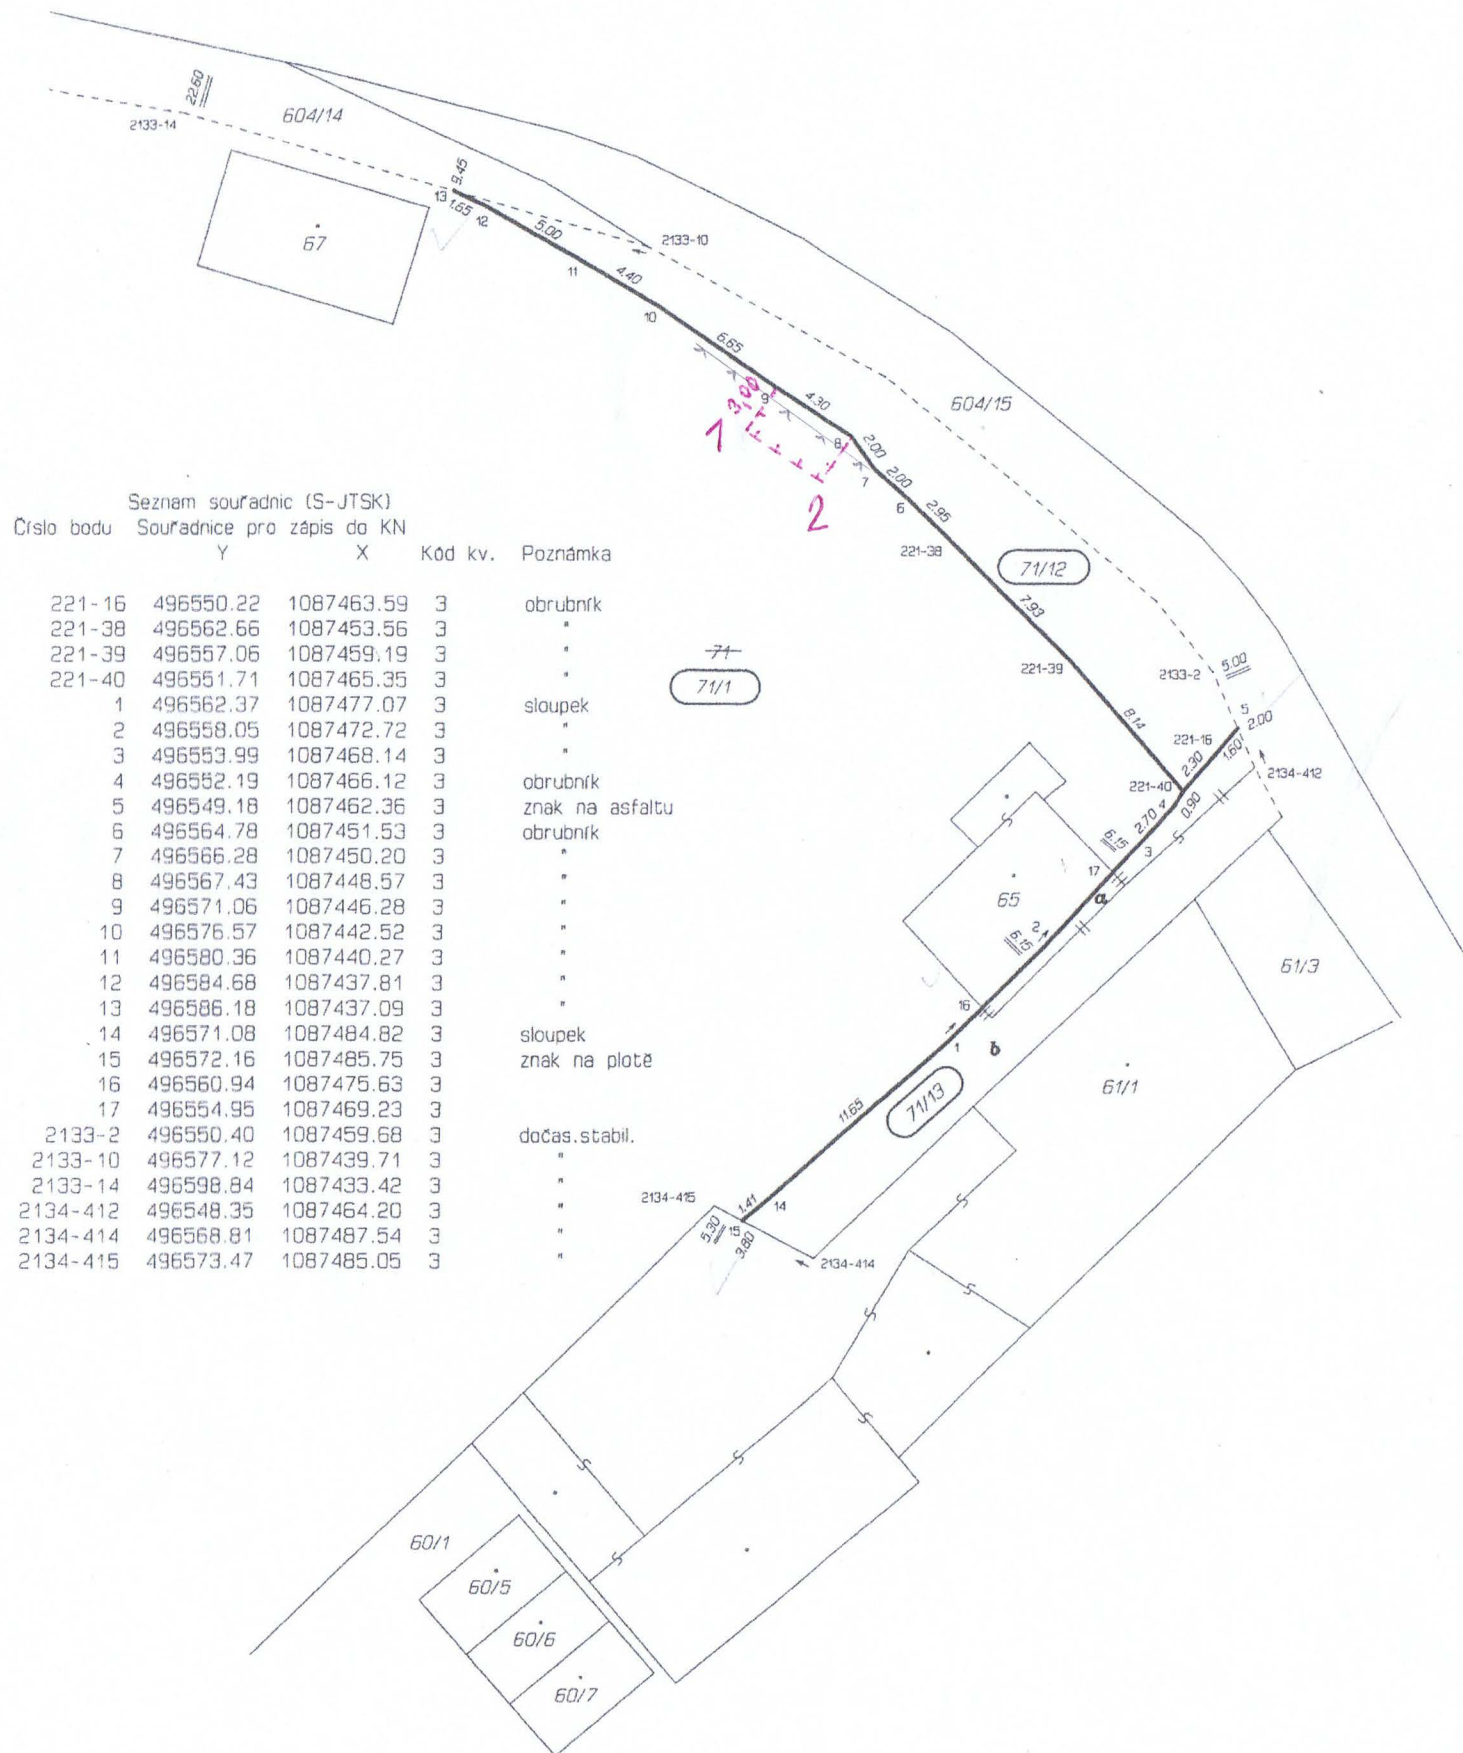 22.60
604/14
2133-14
9.45
13
1.65
12
67
5.00
2133-10
11
4.40
10
6.65
3,00
9
4.30
604/15
1
8
2.00
7
2.00
2
6
2.95
221-38
71/12
7.93
221-39
2133-2
5.00
8.14
5
2.00
221-16
1.60
2.30
2134-412
221-40
4
0.90
2.70
6.15
3
17
65
a
2
6.15
61/3
16
1
b
61/1
71/13
11.65
2134-415
1.41
14
5.30
15
3.80
2134-414
71
71/1
Seznam souřadnic (S-JTSK)
Číslo bodu Souřadnice pro zápis do KN
Y X Kód kv. Poznámka
221-16 496550.22 1087463.59 3 obrubník
221-38 496562.66 1087453.56 3 "
221-39 496557.06 1087459.19 3 "
221-40 496551.71 1087465.35 3 "
1 496562.37 1087477.07 3 sloupek
2 496558.05 1087472.72 3 "
3 496553.99 1087468.14 3 "
4 496552.19 1087466.12 3 obrubník
5 496549.18 1087462.36 3 znak na asfaltu
6 496564.78 1087451.53 3 obrubník
7 496566.28 1087450.20 3 "
8 496567.43 1087448.57 3 "
9 496571.06 1087446.28 3 "
10 496576.57 1087442.52 3 "
11 496580.36 1087440.27 3 "
12 496584.68 1087437.81 3 "
13 496586.18 1087437.09 3 "
14 496571.08 1087484.82 3 sloupek
15 496572.16 1087485.75 3 znak na plotě
16 496560.94 1087475.63 3
17 496554.95 1087469.23 3
2133-2 496550.40 1087459.68 3 dočas.stabil.
2133-10 496577.12 1087439.71 3 "
2133-14 496598.84 1087433.42 3 "
2134-412 496548.35 1087464.20 3 "
2134-414 496568.81 1087487.54 3 "
2134-415 496573.47 1087485.05 3 "
60/1
60/5
60/6
60/7